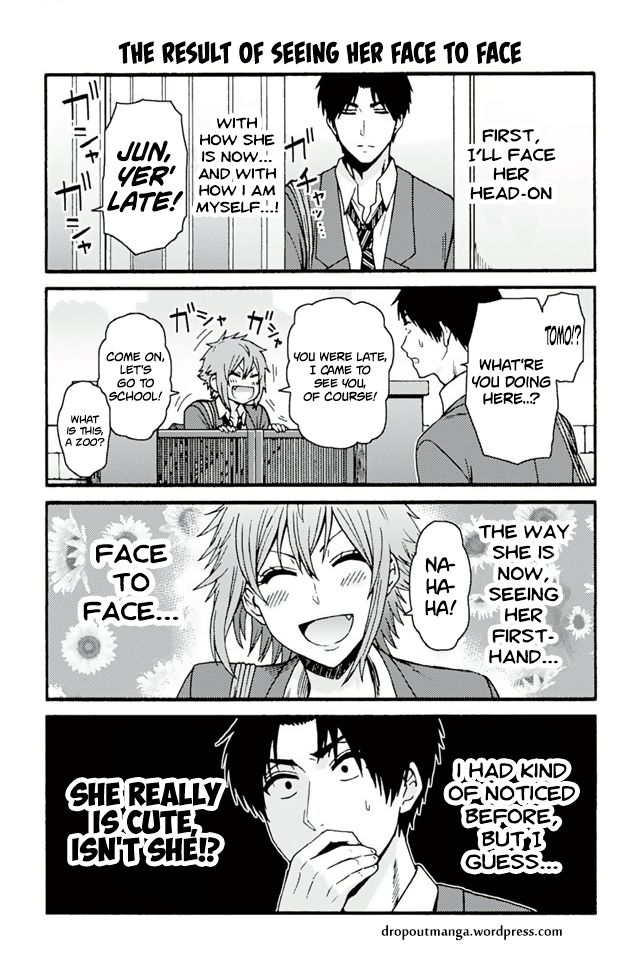 THE RESULT OF SEEING HER FACE TO FACE
FIRST,
I'LL FACE
HER
HEAD-ON
WITH
HOW SHE
IS NOW...
AND WITH
HOW I AM
MYSELF...!
ガチャッ...
JUN,
YER'
LATE!
ガシャ
ガシャ
TOMO!?
WHAT'RE
YOU DOING
HERE..?
YOU WERE LATE,
I CAME TO
SEE YOU,
OF COURSE!
ガシャ
ガシャ
COME ON,
LET'S
GO TO
SCHOOL!
WHAT
IS THIS,
A ZOO?
THE WAY
SHE IS
NOW,
SEEING
HER
FIRST-
HAND...
NA-
HA-
HA!
FACE
TO
FACE...
I HAD KIND
OF NOTICED
BEFORE,
BUT I
GUESS...
SHE REALLY
IS CUTE,
ISN'T SHE!?
dropoutmanga.wordpress.com